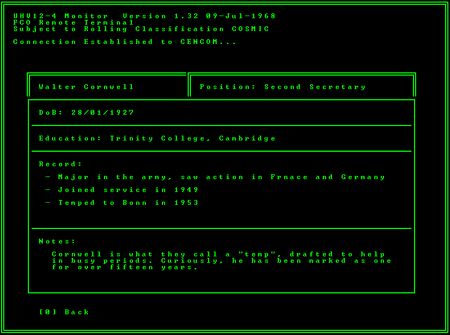 UHV12-4 Monitor Version 1.32 09-Jul-1968
FCO Remote Terminal
Subject to Rolling Classification COSMIC
Connection Established to CENCOM...
Walter Cornwell
Position: Second Secretary
DoB: 28/01/1927
Education: Trinity College, Cambridge
Record:
- Major in the army, saw action in Frnace and Germany
- Joined service in 1949
- Temped to Bonn in 1953
Notes:
Cornwell is what they call a "temp", drafted to help
in busy periods. Curiously, he has been marked as one
for over fifteen years.
[0] Back